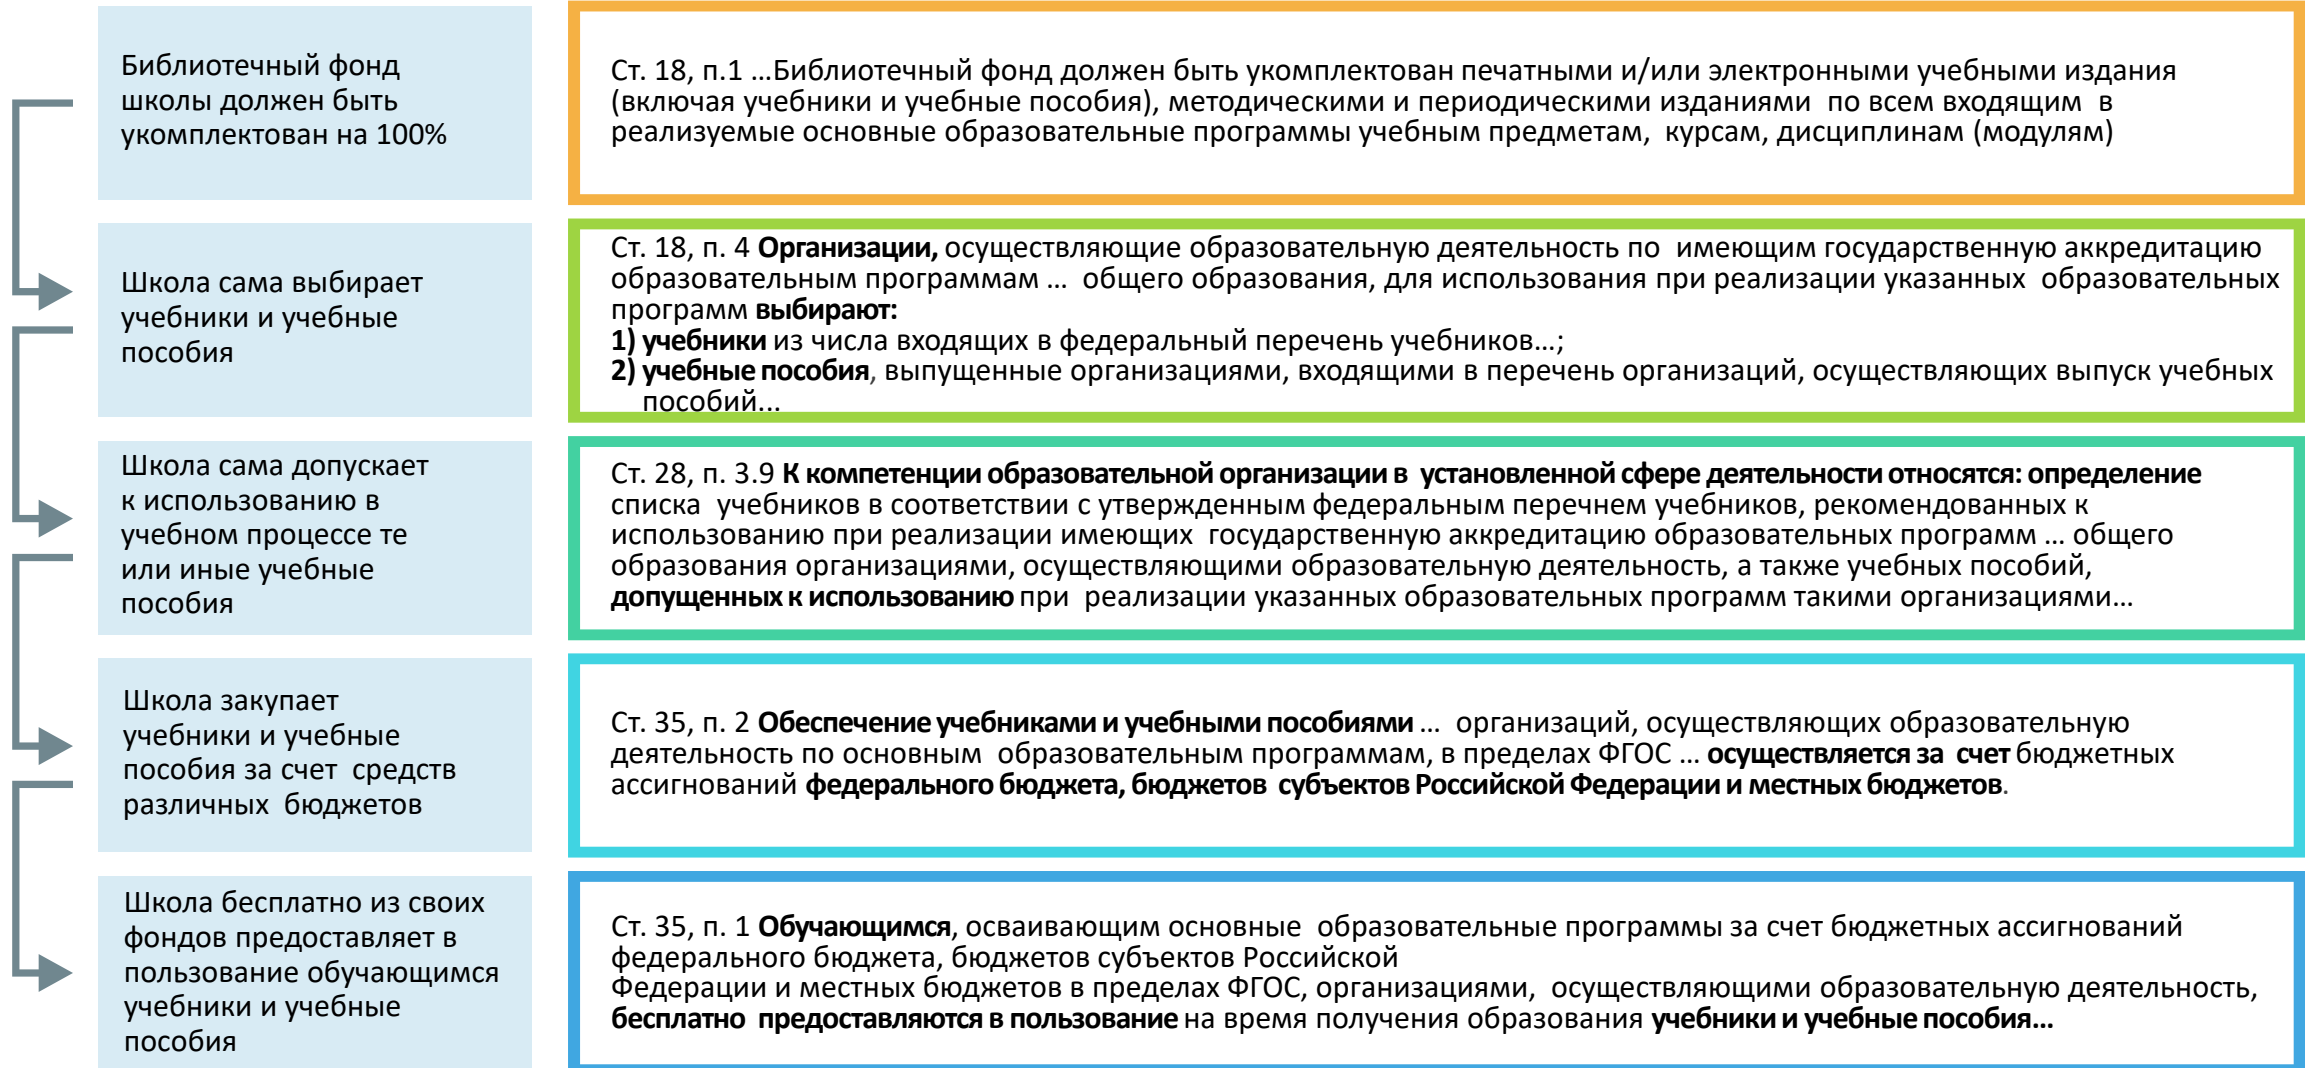 Библиотечный фонд
школы должен быть
укомплектован на 100%
Ст. 18, п.1 …Библиотечный фонд должен быть укомплектован печатными и/или электронными учебными издания
(включая учебники и учебные пособия), методическими и периодическими изданиями по всем входящим в
реализуемые основные образовательные программы учебным предметам, курсам, дисциплинам (модулям)
Школа сама выбирает
учебники и учебные
пособия
Ст. 18, п. 4 Организации, осуществляющие образовательную деятельность по имеющим государственную аккредитацию
образовательным программам … общего образования, для использования при реализации указанных образовательных
программ выбирают:
1) учебники из числа входящих в федеральный перечень учебников…;
2) учебные пособия, выпущенные организациями, входящими в перечень организаций, осуществляющих выпуск учебных
пособий...
Школа сама допускает
к использованию в
учебном процессе те
или иные учебные
пособия
Ст. 28, п. 3.9 К компетенции образовательной организации в установленной сфере деятельности относятся: определение
списка учебников в соответствии с утвержденным федеральным перечнем учебников, рекомендованных к
использованию при реализации имеющих государственную аккредитацию образовательных программ … общего
образования организациями, осуществляющими образовательную деятельность, а также учебных пособий,
допущенных к использованию при реализации указанных образовательных программ такими организациями…
Школа закупает
учебники и учебные
пособия за счет средств
различных бюджетов
Ст. 35, п. 2 Обеспечение учебниками и учебными пособиями … организаций, осуществляющих образовательную
деятельность по основным образовательным программам, в пределах ФГОС … осуществляется за счет бюджетных
ассигнований федерального бюджета, бюджетов субъектов Российской Федерации и местных бюджетов.
Школа бесплатно из своих
фондов предоставляет в
пользование обучающимся
учебники и учебные
пособия
Ст. 35, п. 1 Обучающимся, осваивающим основные образовательные программы за счет бюджетных ассигнований
федерального бюджета, бюджетов субъектов Российской
Федерации и местных бюджетов в пределах ФГОС, организациями, осуществляющими образовательную деятельность,
бесплатно предоставляются в пользование на время получения образования учебники и учебные пособия…